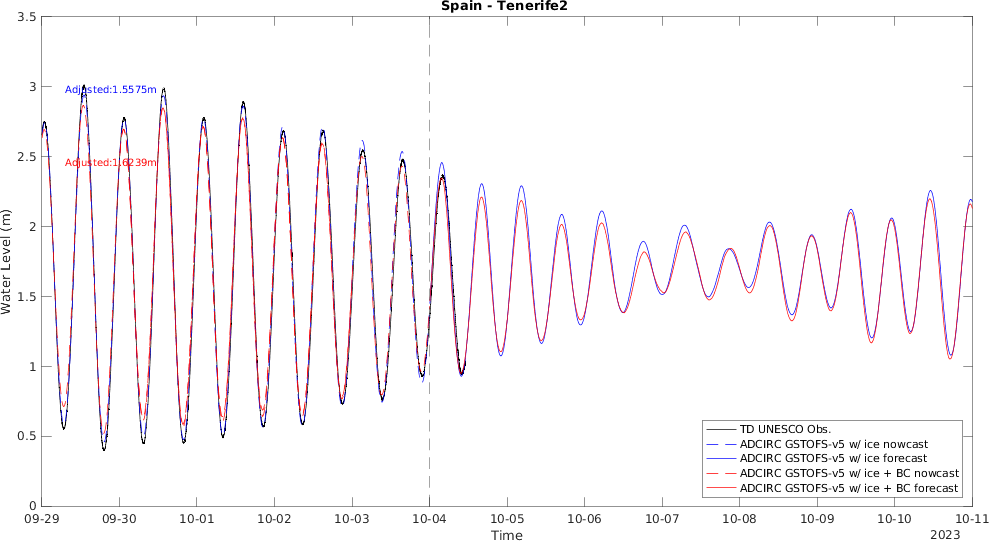 Spain - Tenerife2
3.5
3
2.5
2
1.5
1
0.5
0
Water Level (m)
Adjusted:1.5575m
Adjusted:1.6239m
TD UNESCO Obs.
ADCIRC GSTOFS-v5 w/ ice nowcast
ADCIRC GSTOFS-v5 w/ ice forecast
ADCIRC GSTOFS-v5 w/ ice + BC nowcast
ADCIRC GSTOFS-v5 w/ ice + BC forecast
09-29 09-30 10-01 10-02 10-03 10-04 10-05 10-06 10-07 10-08 10-09 10-10 10-11
Time
2023